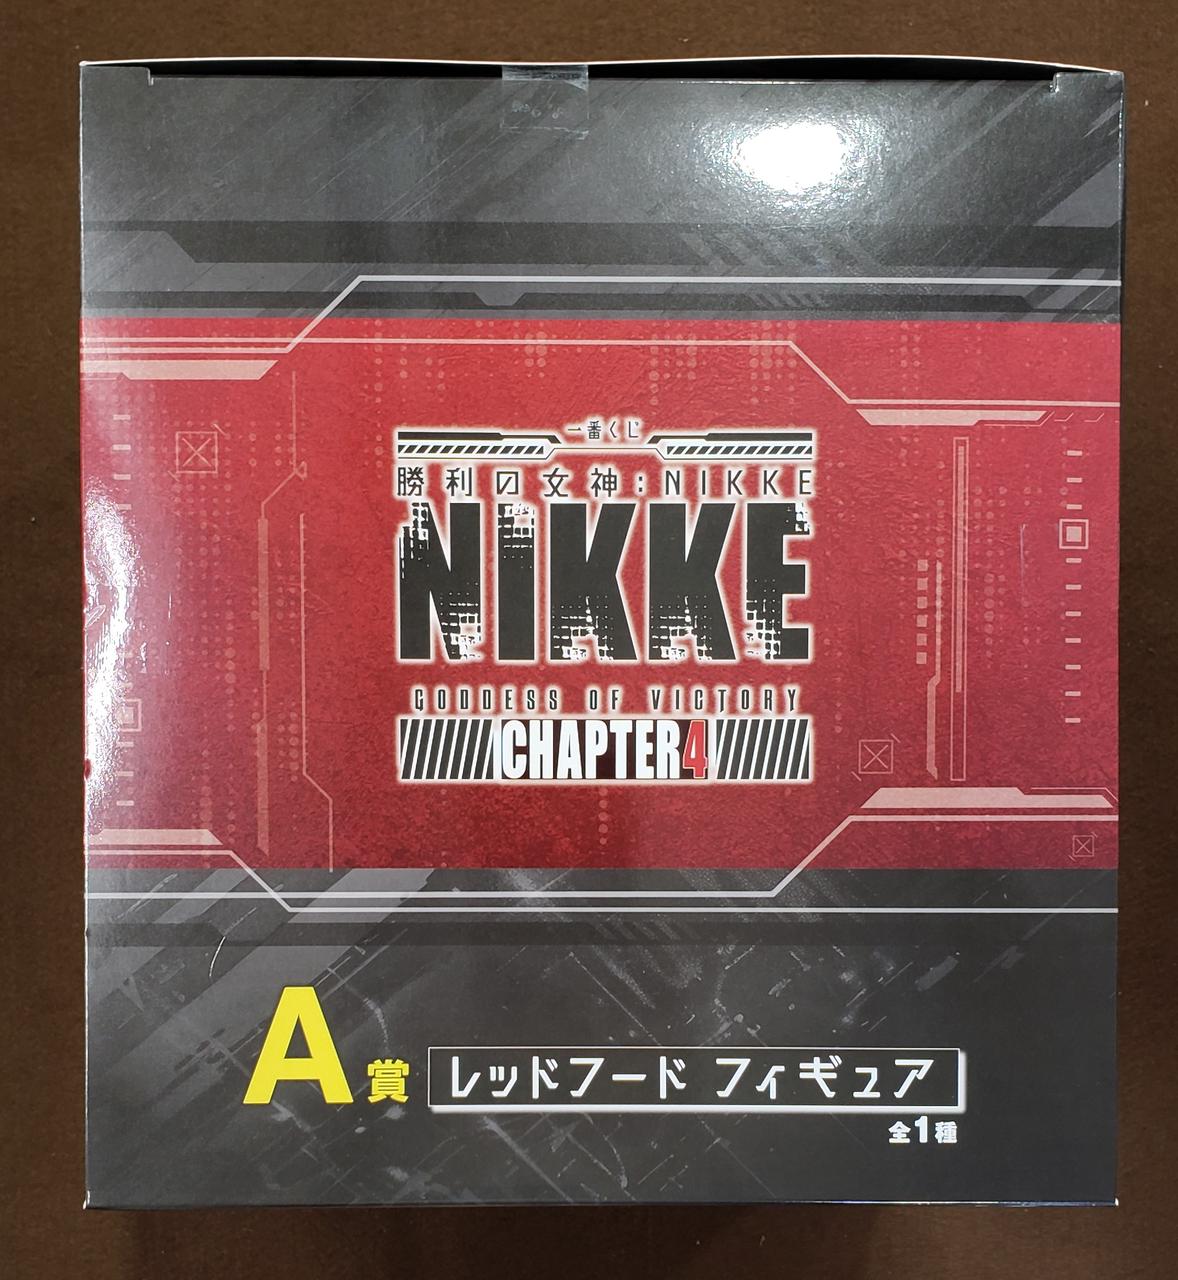 一番くじ
勝利の女神:NIKKE
NIKKE
GODDESS OF VICTORY
CHAPTER4
A賞 レッドフード フィギュア
全1種